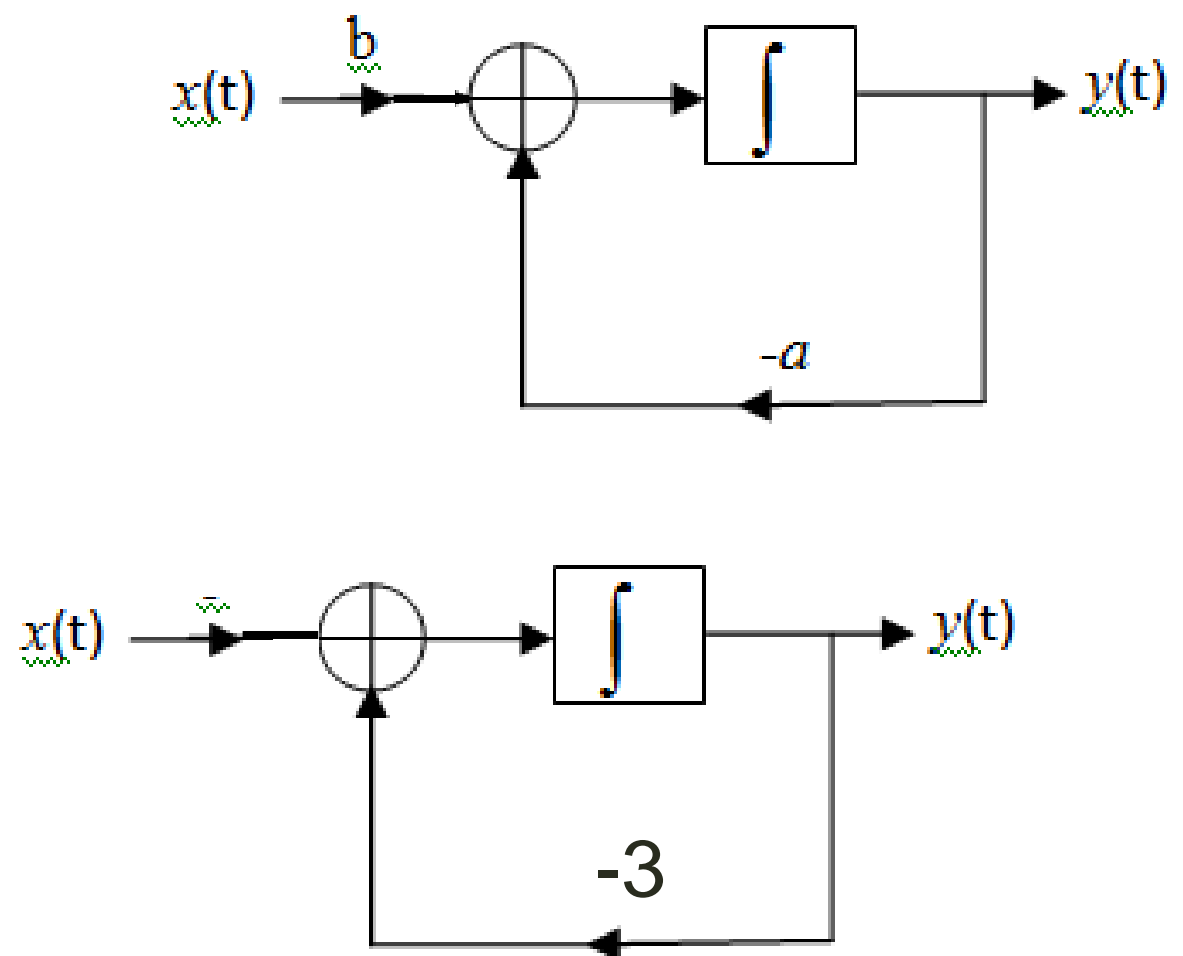 b
x(t) ∫ y(t)
-a
-
x(t) ∫ y(t)
-3